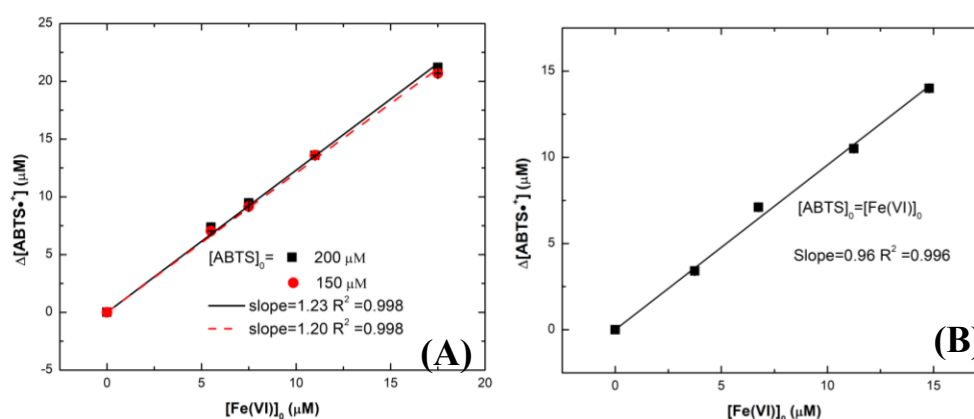 25
20
15
10
5
0
-5
Δ[ABTS•⁺] (μM)
[ABTS]₀= 200 μM
150 μM
slope=1.23 R² =0.998
slope=1.20 R² =0.998
(A)
0 5 10 15 20
[Fe(VI)]₀ (μM)
15
10
5
0
Δ[ABTS•⁺] (μM)
[ABTS]₀=[Fe(VI)]₀
Slope=0.96 R² =0.996
(B)
0 5 10 15
[Fe(VI)]₀ (μM)